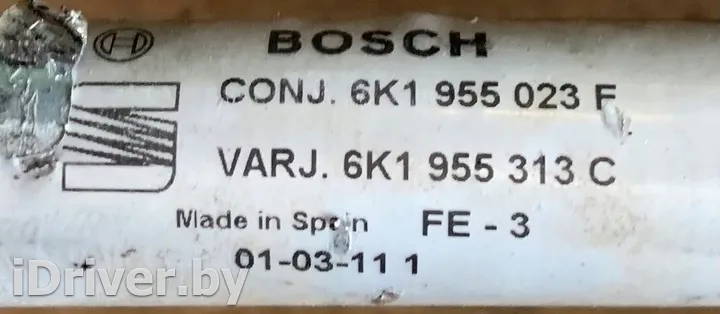 BOSCH
CONJ. 6K1 955 023 F
VARJ. 6K1 955 313 C
Made in Spain FE - 3
01-03-11 1
iDriver.by